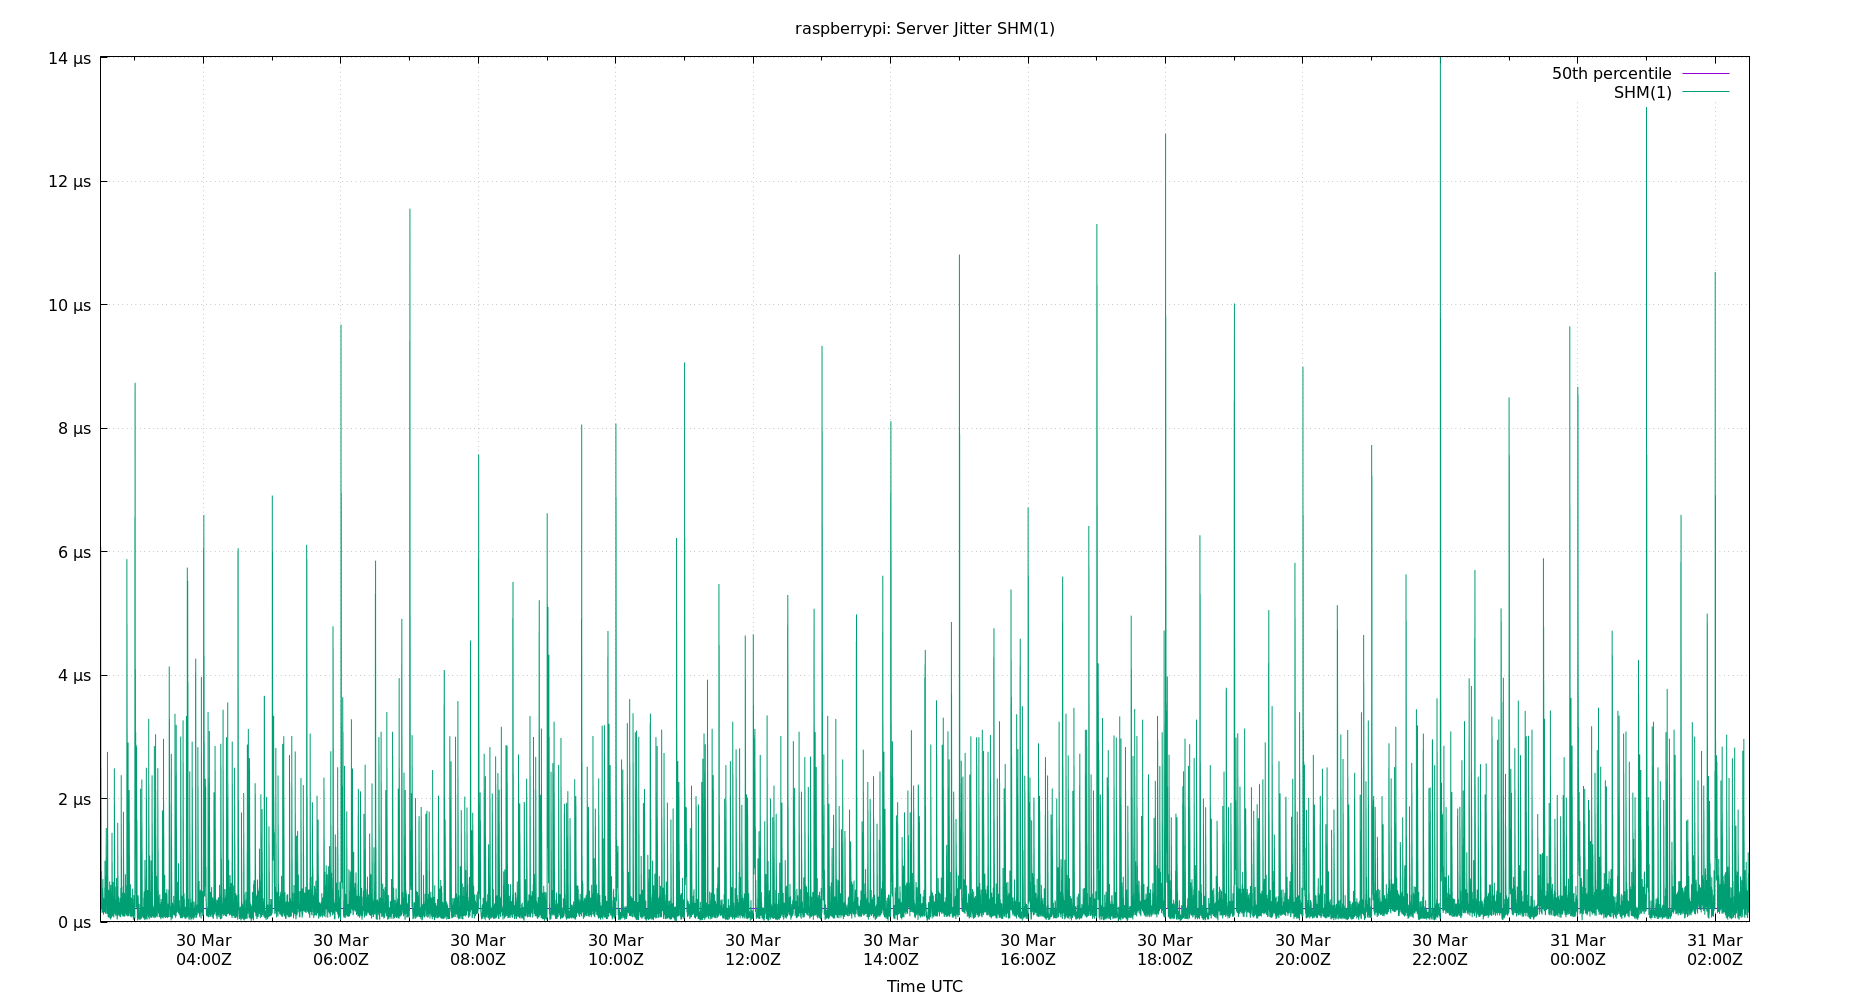 raspberrypi: Server Jitter SHM(1)
14 µs
12 µs
10 µs
8 µs
6 µs
4 µs
2 µs
0 µs
50th percentile
SHM(1)
30 Mar
04:00Z
30 Mar
06:00Z
30 Mar
08:00Z
30 Mar
10:00Z
30 Mar
12:00Z
30 Mar
14:00Z
30 Mar
16:00Z
30 Mar
18:00Z
30 Mar
20:00Z
30 Mar
22:00Z
31 Mar
00:00Z
31 Mar
02:00Z
Time UTC